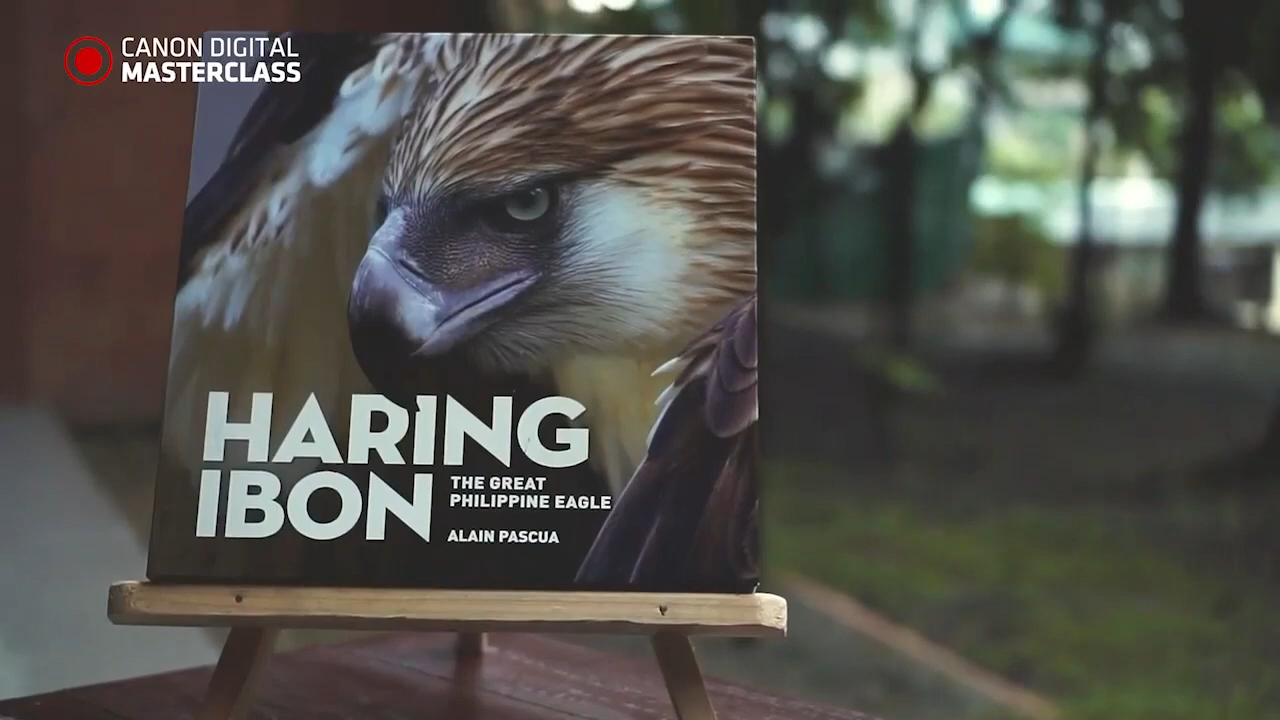 CANON DIGITAL
MASTERCLASS
HARING
IBON
THE GREAT
PHILIPPINE EAGLE
ALAIN PASCUA